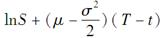 lnS + (μ − σ²/2)(T − t)